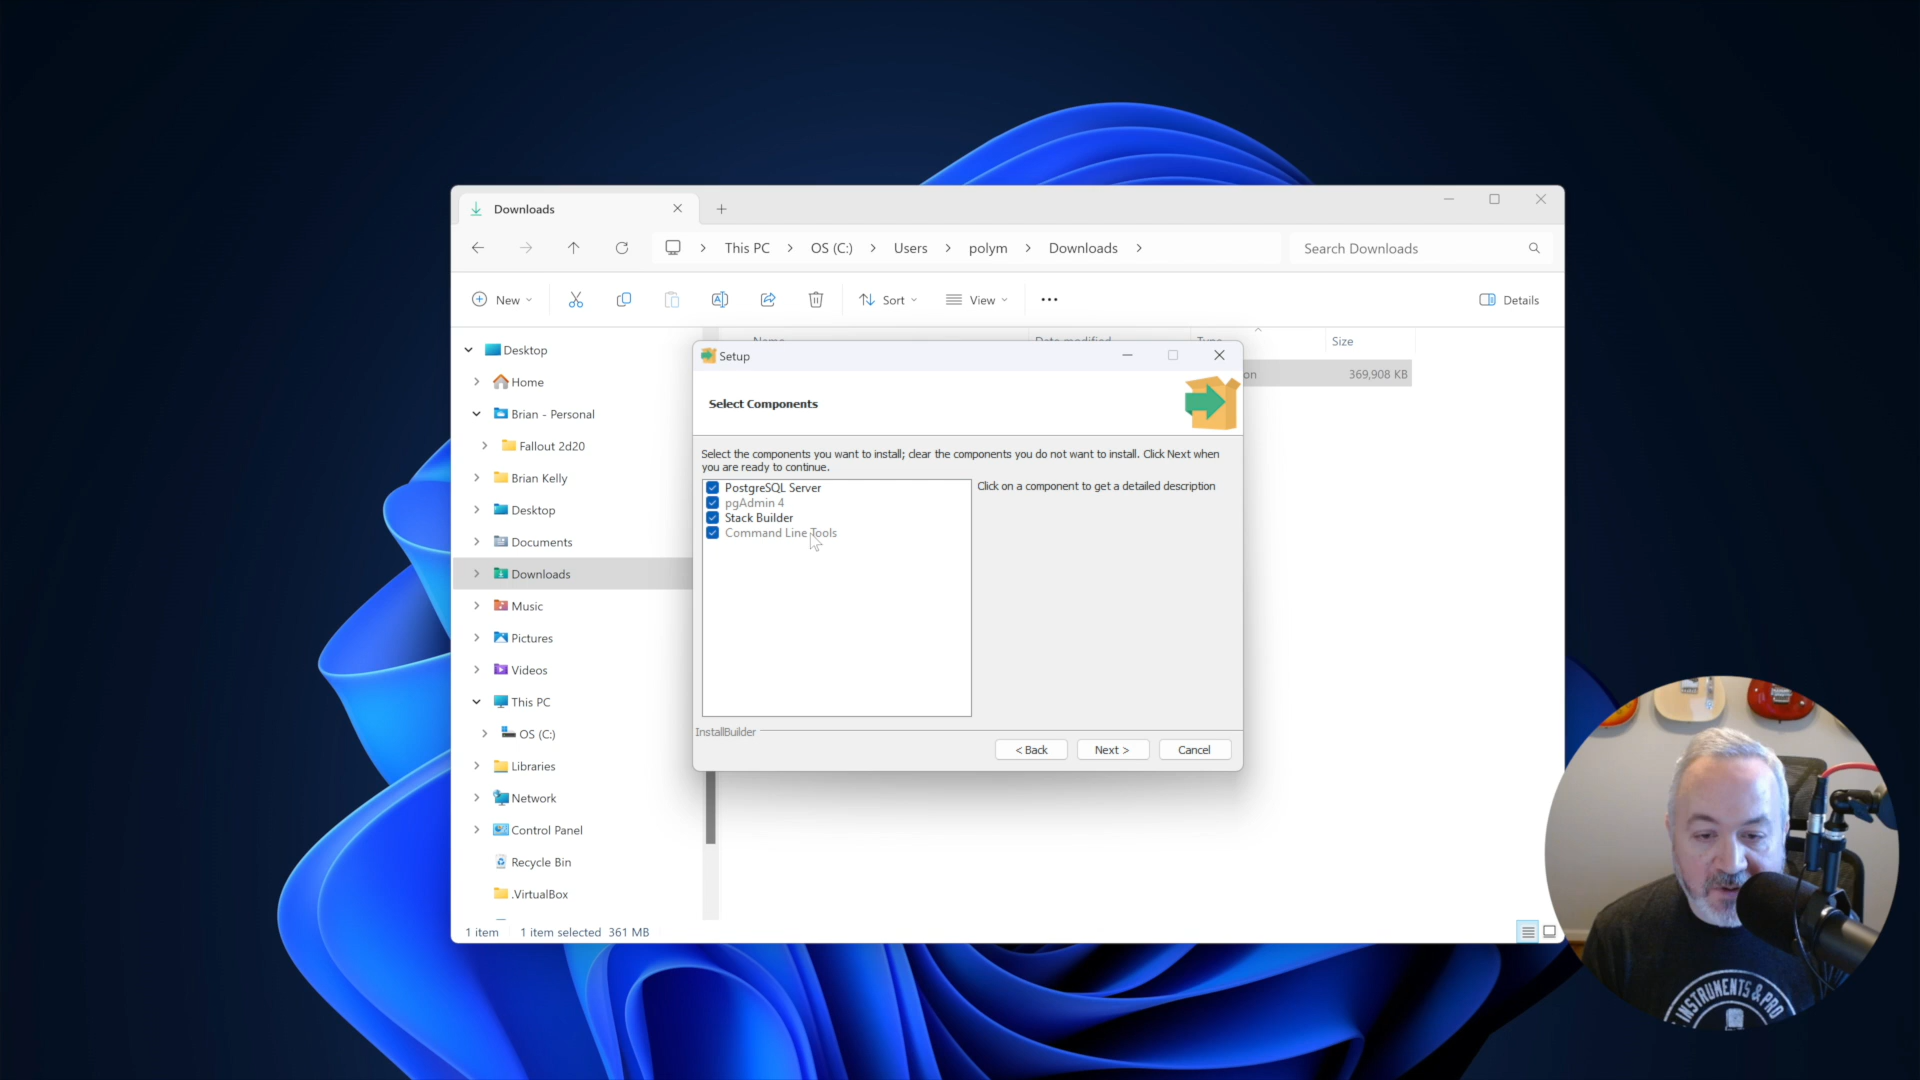 Downloads
This PC
OS (C:)
Users
polym
Downloads
Search Downloads
New
Sort
View
Details
Desktop
Home
Brian - Personal
Fallout 2d20
Brian Kelly
Desktop
Documents
Downloads
Music
Pictures
Videos
This PC
OS (C:)
Libraries
Network
Control Panel
Recycle Bin
.VirtualBox
Size
on
369,908 KB
Setup
Select Components
Select the components you want to install; clear the components you do not want to install. Click Next when
you are ready to continue.
PostgreSQL Server
pgAdmin 4
Stack Builder
Command Line Tools
Click on a component to get a detailed description
InstallBuilder
< Back
Next >
Cancel
1 item
1 item selected 361 MB
INSTRUMENTS & PRO